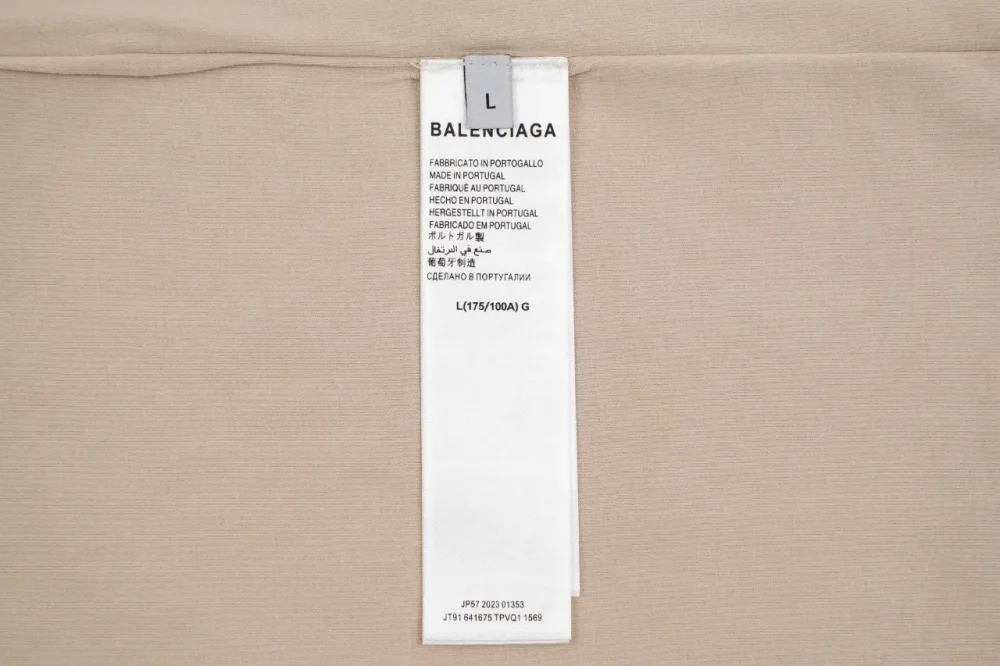 L
BALENCIAGA
FABBRICATO IN PORTOGALLO
MADE IN PORTUGAL
FABRIQUÉ AU PORTUGAL
HECHO EN PORTUGAL
HERGESTELLT IN PORTUGAL
FABRICADO EM PORTUGAL
ポルトガル製
صنع في البرتغال
葡萄牙制造
СДЕЛАНО В ПОРТУГАЛИИ
L(175/100A) G
JP57 2023 01353
JT91 641675 TPVQ1 1569